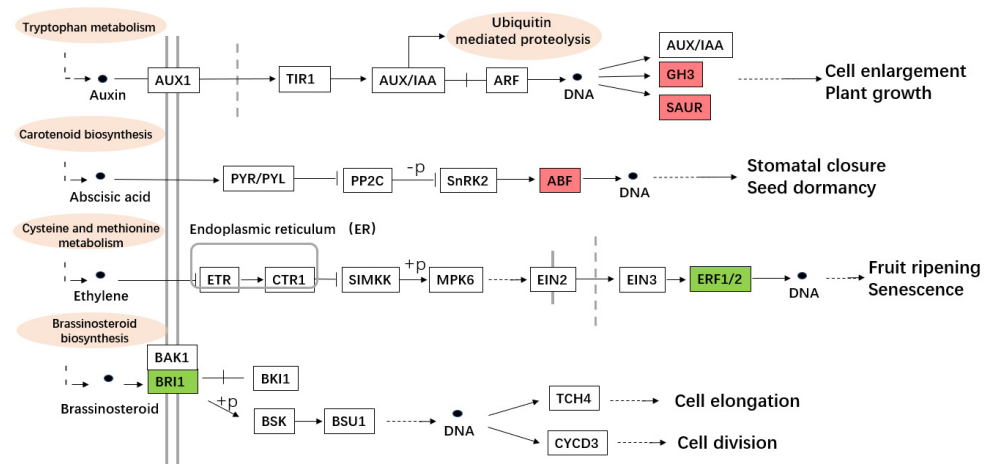 Tryptophan metabolism
Ubiquitin
mediated proteolysis
AUX/IAA
Auxin
AUX1
TIR1
AUX/IAA
ARF
DNA
GH3
SAUR
Cell enlargement
Plant growth
Carotenoid biosynthesis
Abscisic acid
PYR/PYL
PP2C
-p
SnRK2
ABF
DNA
Stomatal closure
Seed dormancy
Cysteine and methionine
metabolism
Endoplasmic reticulum （ER）
Ethylene
ETR
CTR1
SIMKK
+p
MPK6
EIN2
EIN3
ERF1/2
DNA
Fruit ripening
Senescence
Brassinosteroid
biosynthesis
BAK1
BRI1
BKI1
Brassinosteroid
+p
BSK
BSU1
DNA
TCH4
Cell elongation
CYCD3
Cell division